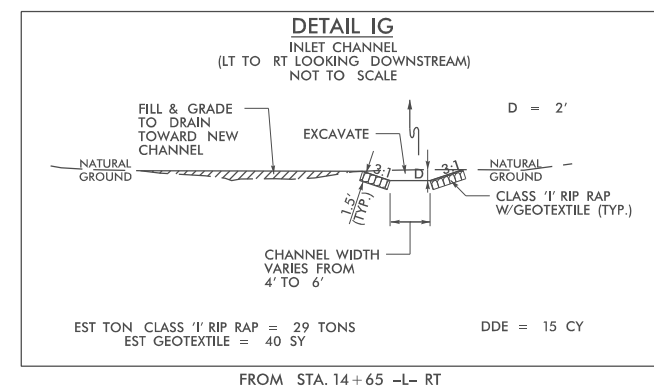 DETAIL IG
INLET CHANNEL
(LT TO RT LOOKING DOWNSTREAM)
NOT TO SCALE
FILL & GRADE
TO DRAIN
TOWARD NEW
CHANNEL
EXCAVATE
D = 2'
NATURAL
GROUND
3:1
D
3:1
NATURAL
GROUND
1.5'
(TYP.)
CLASS 'I' RIP RAP
W/GEOTEXTILE (TYP.)
CHANNEL WIDTH
VARIES FROM
4' TO 6'
EST TON CLASS 'I' RIP RAP = 29 TONS
EST GEOTEXTILE = 40 SY
DDE = 15 CY
FROM STA. 14+65 -L- RT